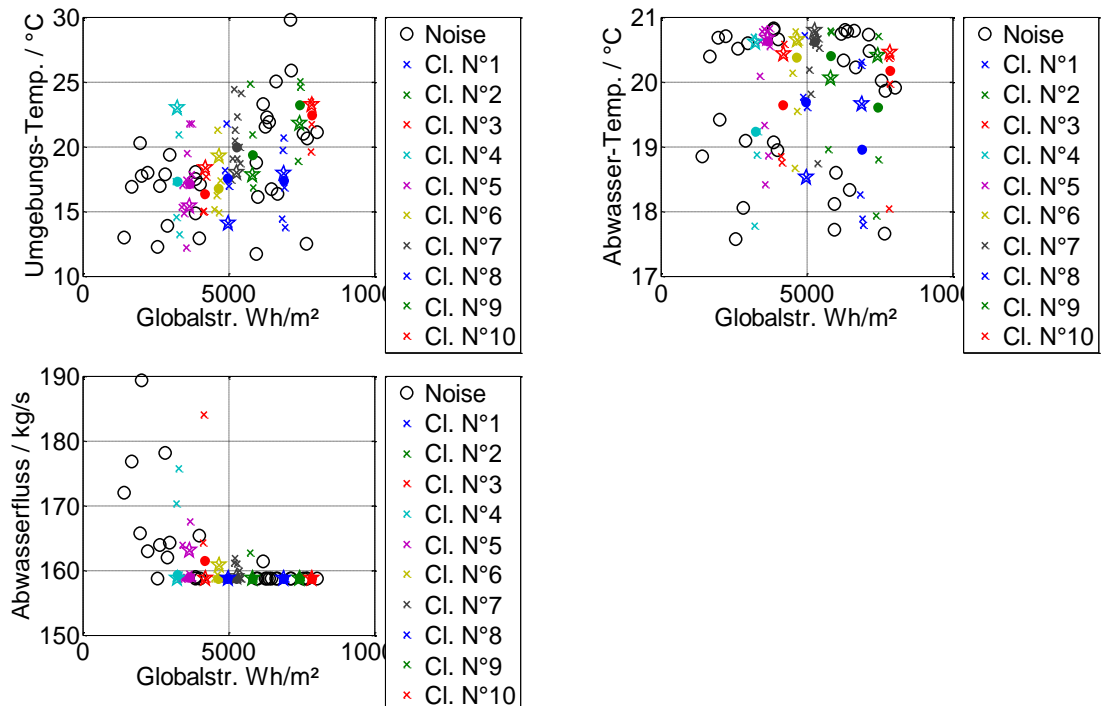 30
25
20
15
10
0
5000
1000
Umgebungs-Temp. / °C
Globalstr. Wh/m²
Noise
Cl. N°1
Cl. N°2
Cl. N°3
Cl. N°4
Cl. N°5
Cl. N°6
Cl. N°7
Cl. N°8
Cl. N°9
Cl. N°10
21
20
19
18
17
0
5000
1000
Abwasser-Temp. / °C
Globalstr. Wh/m²
Noise
Cl. N°1
Cl. N°2
Cl. N°3
Cl. N°4
Cl. N°5
Cl. N°6
Cl. N°7
Cl. N°8
Cl. N°9
Cl. N°10
190
180
170
160
150
0
5000
1000
Abwasserfluss / kg/s
Globalstr. Wh/m²
Noise
Cl. N°1
Cl. N°2
Cl. N°3
Cl. N°4
Cl. N°5
Cl. N°6
Cl. N°7
Cl. N°8
Cl. N°9
Cl. N°10